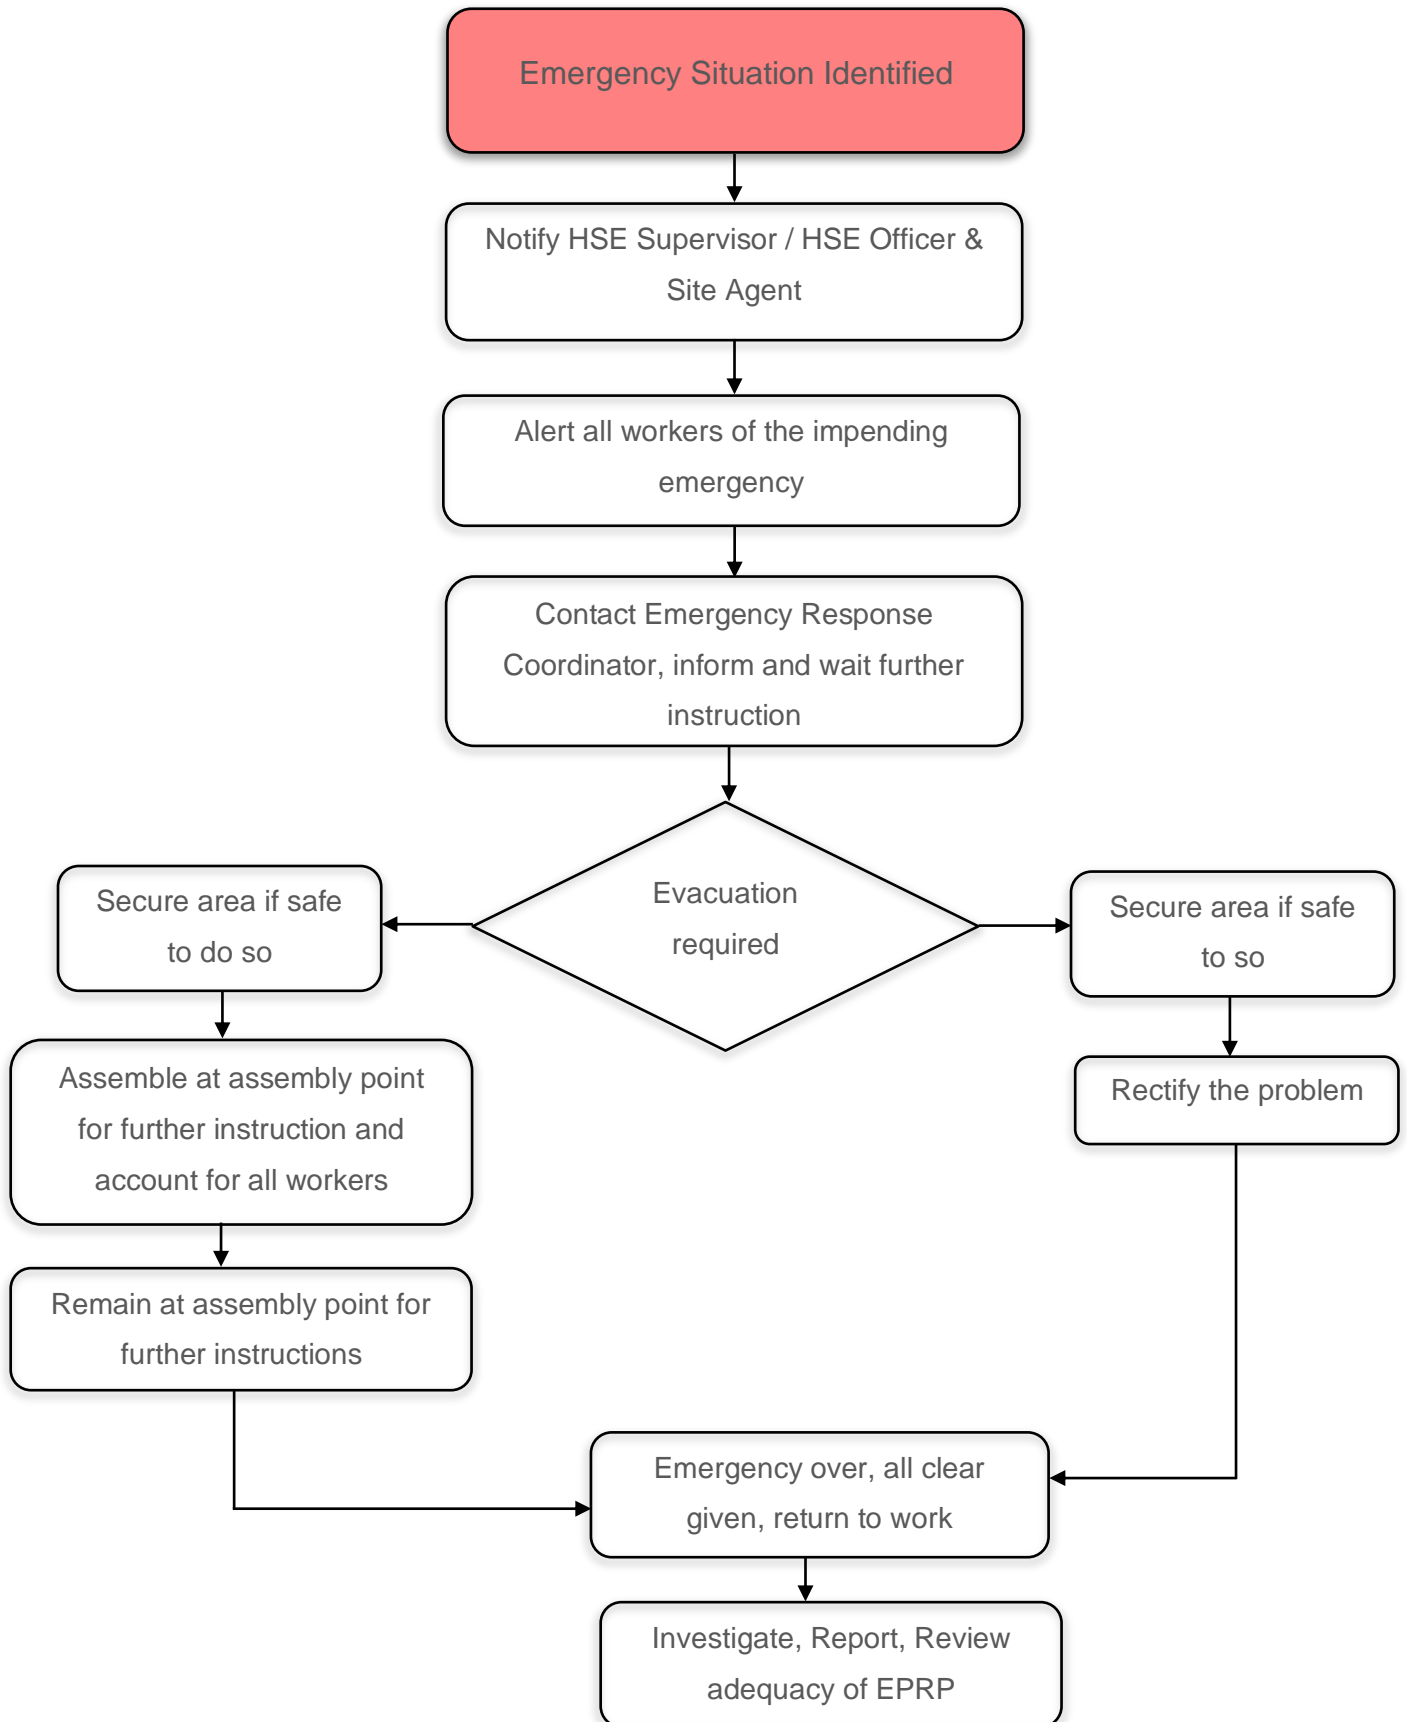 Emergency Situation Identified
Notify HSE Supervisor / HSE Officer &
Site Agent
Alert all workers of the impending
emergency
Contact Emergency Response
Coordinator, inform and wait further
instruction
Evacuation
required
Secure area if safe
to do so
Assemble at assembly point
for further instruction and
account for all workers
Remain at assembly point for
further instructions
Secure area if safe
to so
Rectify the problem
Emergency over, all clear
given, return to work
Investigate, Report, Review
adequacy of EPRP